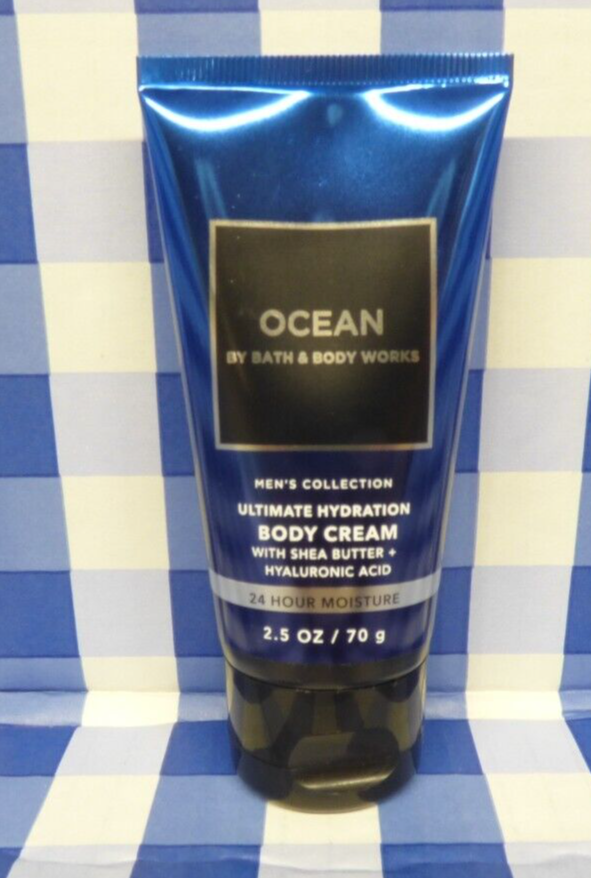 OCEAN
BY BATH & BODY WORKS
MEN'S COLLECTION
ULTIMATE HYDRATION
BODY CREAM
WITH SHEA BUTTER +
HYALURONIC ACID
24 HOUR MOISTURE
2.5 OZ / 70 g